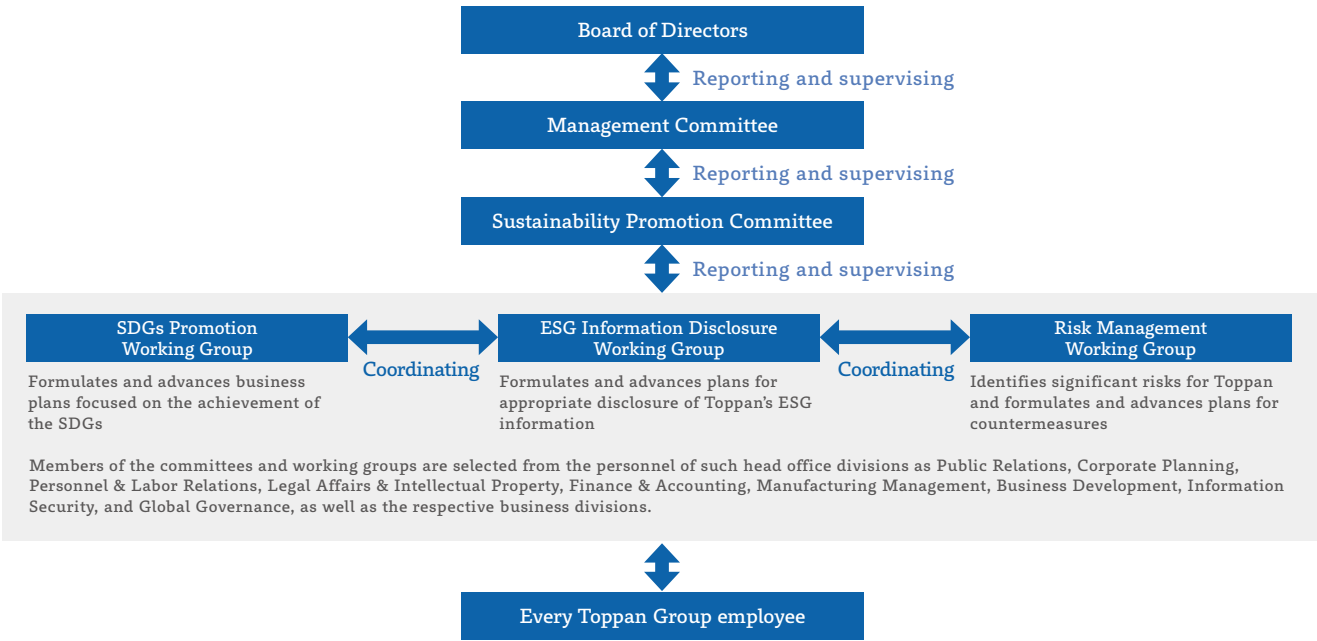 Board of Directors
Reporting and supervising
Management Committee
Reporting and supervising
Sustainability Promotion Committee
Reporting and supervising
SDGs Promotion
Working Group
Coordinating
ESG Information Disclosure
Working Group
Coordinating
Risk Management
Working Group
Formulates and advances business
plans focused on the achievement of
the SDGs
Formulates and advances plans for
appropriate disclosure of Toppan’s ESG
information
Identifies significant risks for Toppan
and formulates and advances plans for
countermeasures
Members of the committees and working groups are selected from the personnel of such head office divisions as Public Relations, Corporate Planning,
Personnel & Labor Relations, Legal Affairs & Intellectual Property, Finance & Accounting, Manufacturing Management, Business Development, Information
Security, and Global Governance, as well as the respective business divisions.
Every Toppan Group employee